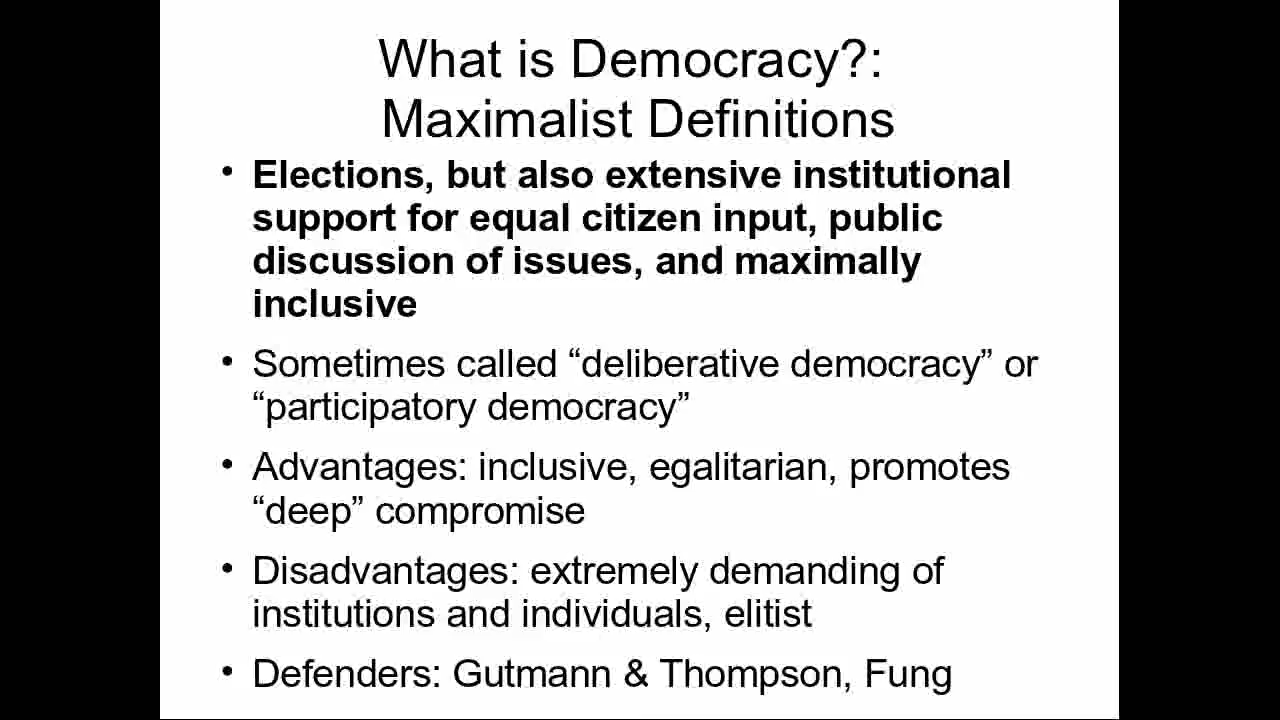 What is Democracy?:
Maximalist Definitions
• Elections, but also extensive institutional
support for equal citizen input, public
discussion of issues, and maximally
inclusive
• Sometimes called “deliberative democracy” or
“participatory democracy”
• Advantages: inclusive, egalitarian, promotes
“deep” compromise
• Disadvantages: extremely demanding of
institutions and individuals, elitist
• Defenders: Gutmann & Thompson, Fung